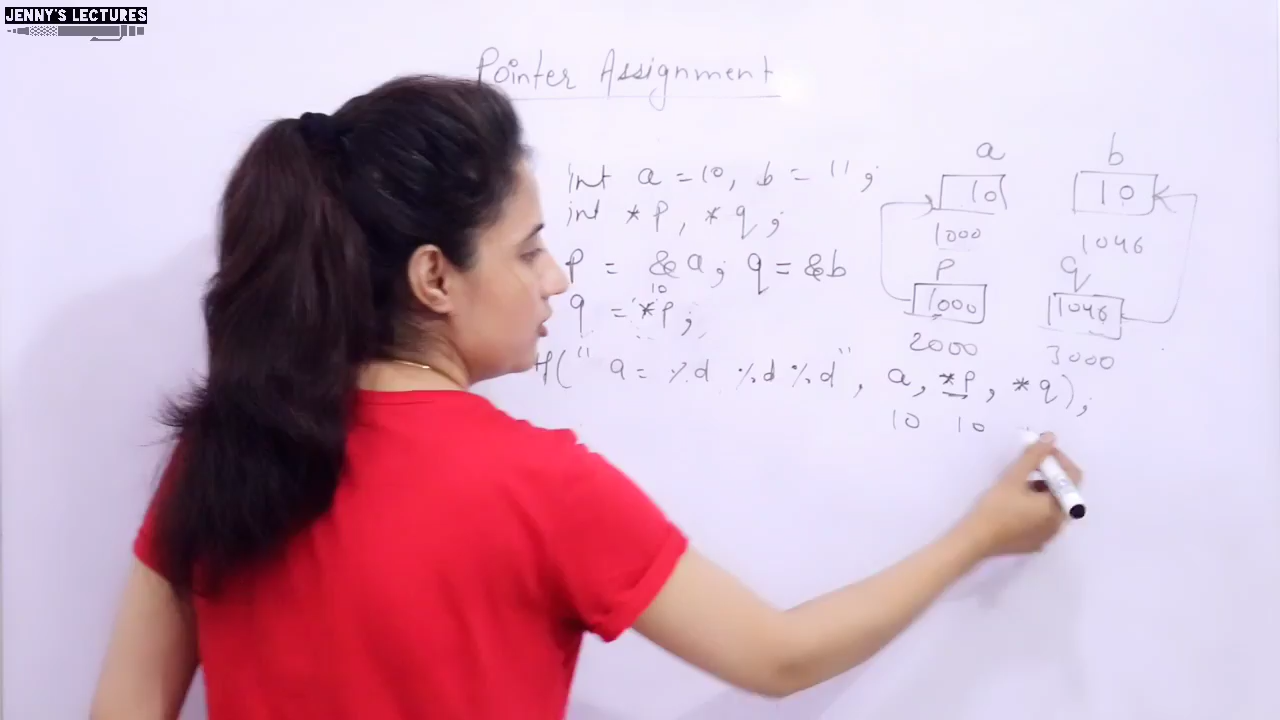 JENNY'S LECTURES
Pointer Assignment
int a = 10, b = 11;
int *p, *q;
p = &a; q = &b
10
q = *p;
f(" a = %d %d %d", a, *p, *q);
10 10
a b
10 10
1000 1046
p q
1000 1046
2000 3000